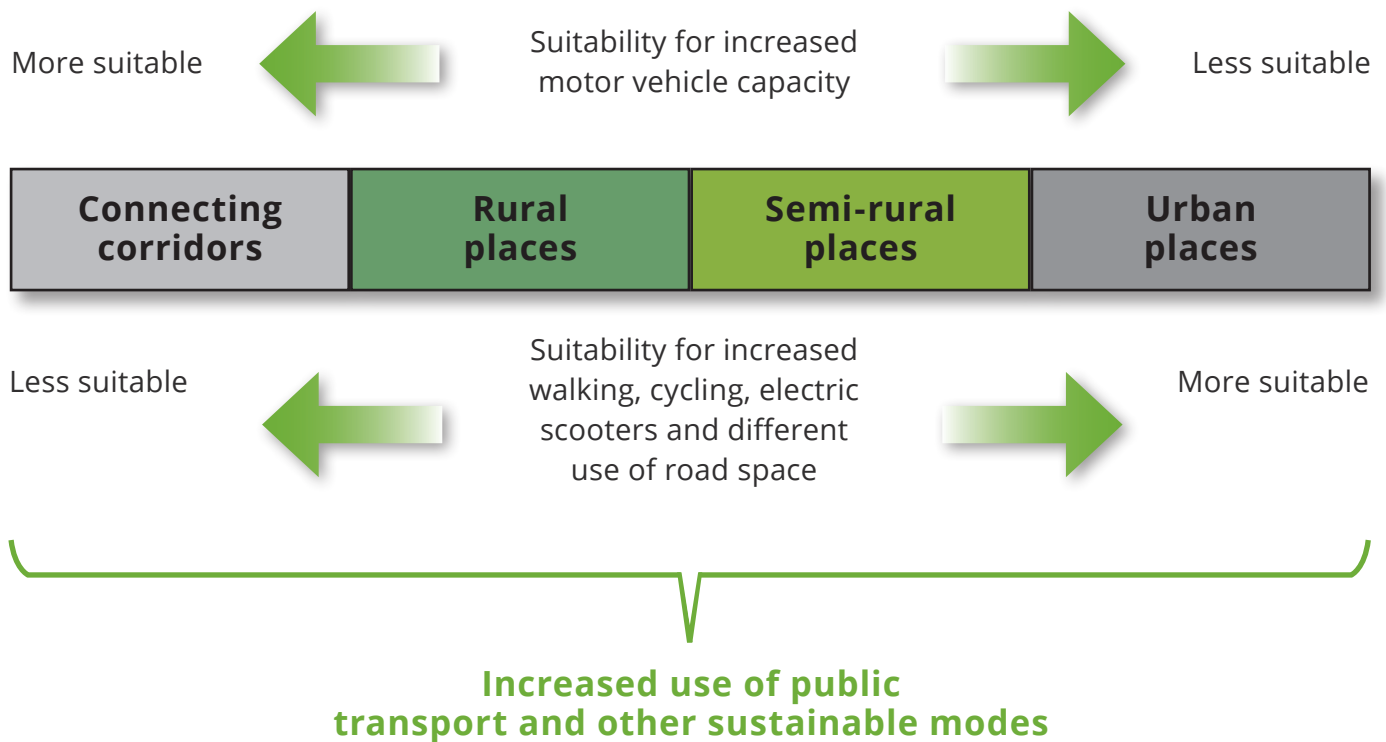 More suitable
Suitability for increased
motor vehicle capacity
Less suitable
Connecting
corridors
Rural
places
Semi-rural
places
Urban
places
Less suitable
Suitability for increased
walking, cycling, electric
scooters and different
use of road space
More suitable
Increased use of public
transport and other sustainable modes